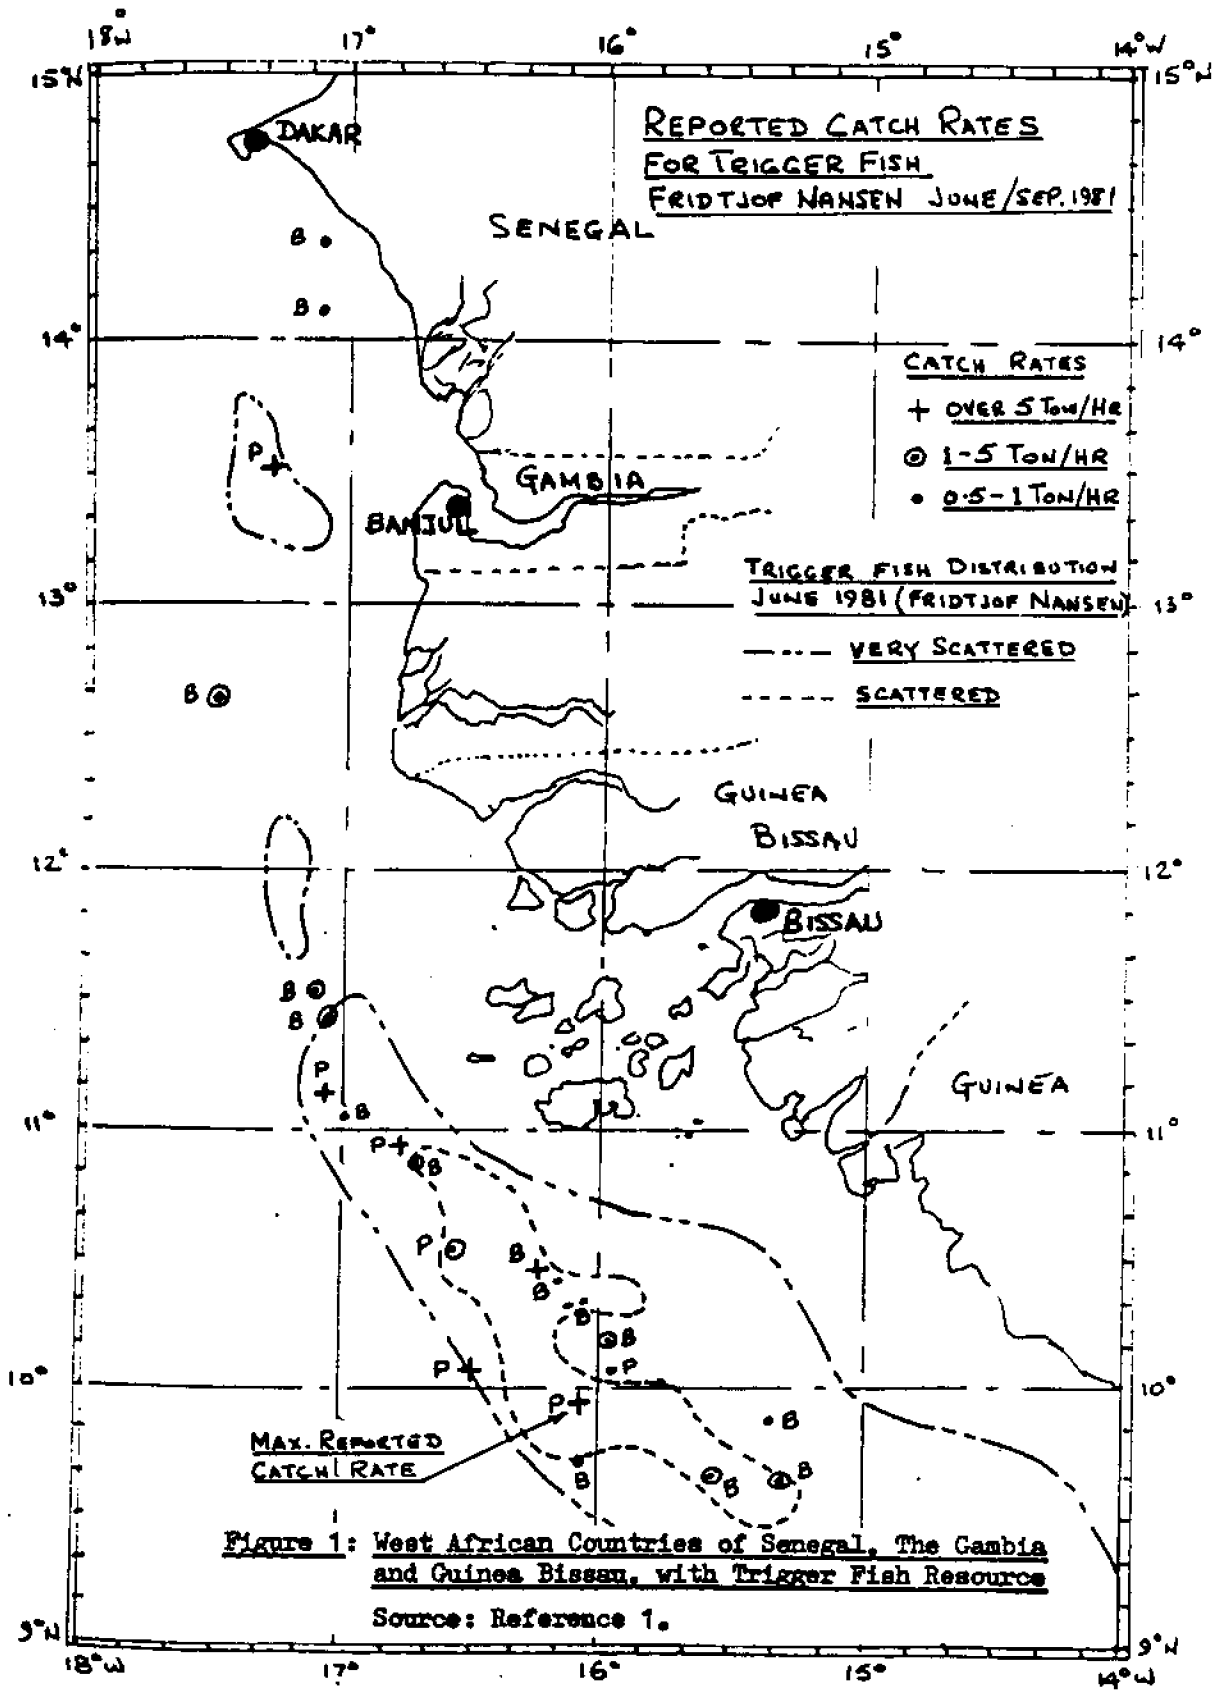 18°W 17° 16° 15° 14°W
15°N 15°N
DAKAR
REPORTED CATCH RATES
FOR TRIGGER FISH
FRIDTJOF NANSEN JUNE/SEP. 1981
SENEGAL
B
B
14° 14°
CATCH RATES
+ OVER 5 TON/HR
1-5 TON/HR
0.5-1 TON/HR
P
GAMBIA
BANJUL
TRIGGER FISH DISTRIBUTION
JUNE 1981 (FRIDTJOF NANSEN)
13° 13°
VERY SCATTERED
SCATTERED
B
GUINEA
BISSAU
12° 12°
BISSAU
B
B
P
GUINEA
B
11° 11°
P
B
P
B
B
B
B
P
P
10° 10°
P
B
MAX. REPORTED
CATCH RATE
B
B
B
Figure 1: West African Countries of Senegal, The Gambia
and Guinea Bissau, with Trigger Fish Resource
Source: Reference 1.
9°N 9°N
18°W 17° 16° 15° 14°W